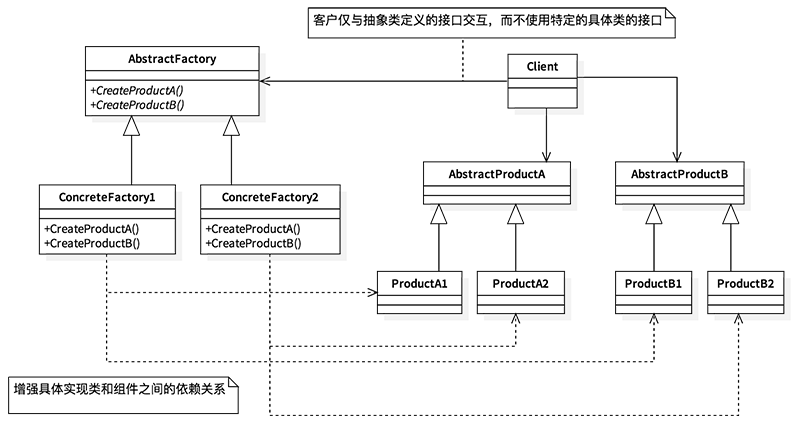 客户仅与抽象类定义的接口交互，而不使用特定的具体类的接口
AbstractFactory
+CreateProductA()
+CreateProductB()
Client
AbstractProductA
AbstractProductB
ConcreteFactory1
+CreateProductA()
+CreateProductB()
ConcreteFactory2
+CreateProductA()
+CreateProductB()
ProductA1
ProductA2
ProductB1
ProductB2
增强具体实现类和组件之间的依赖关系